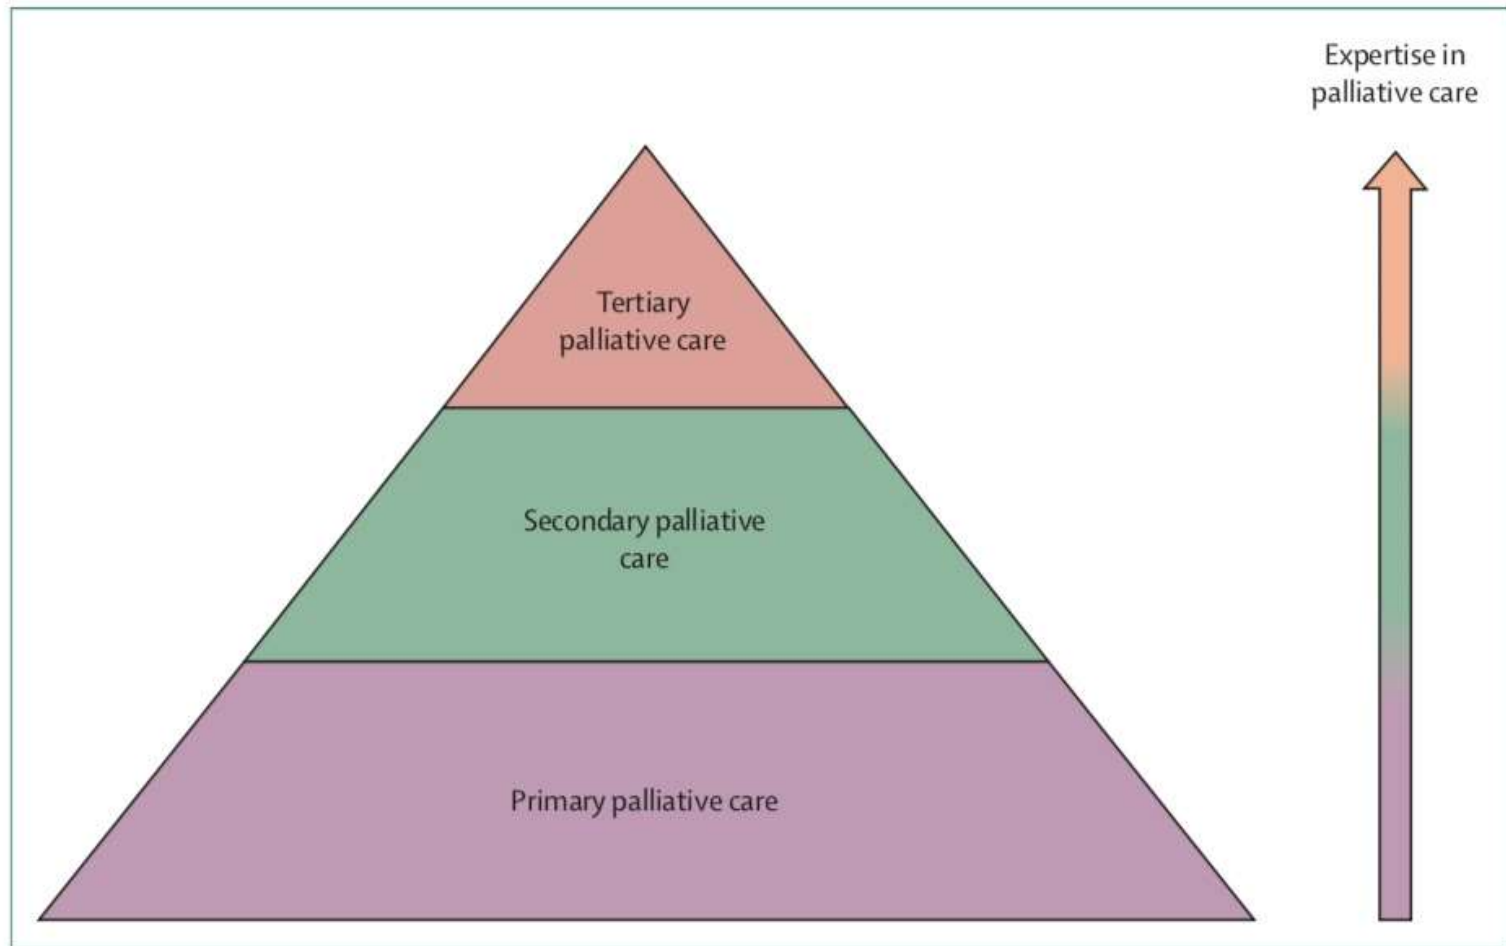 Expertise in
palliative care
Tertiary
palliative care
Secondary palliative
care
Primary palliative care